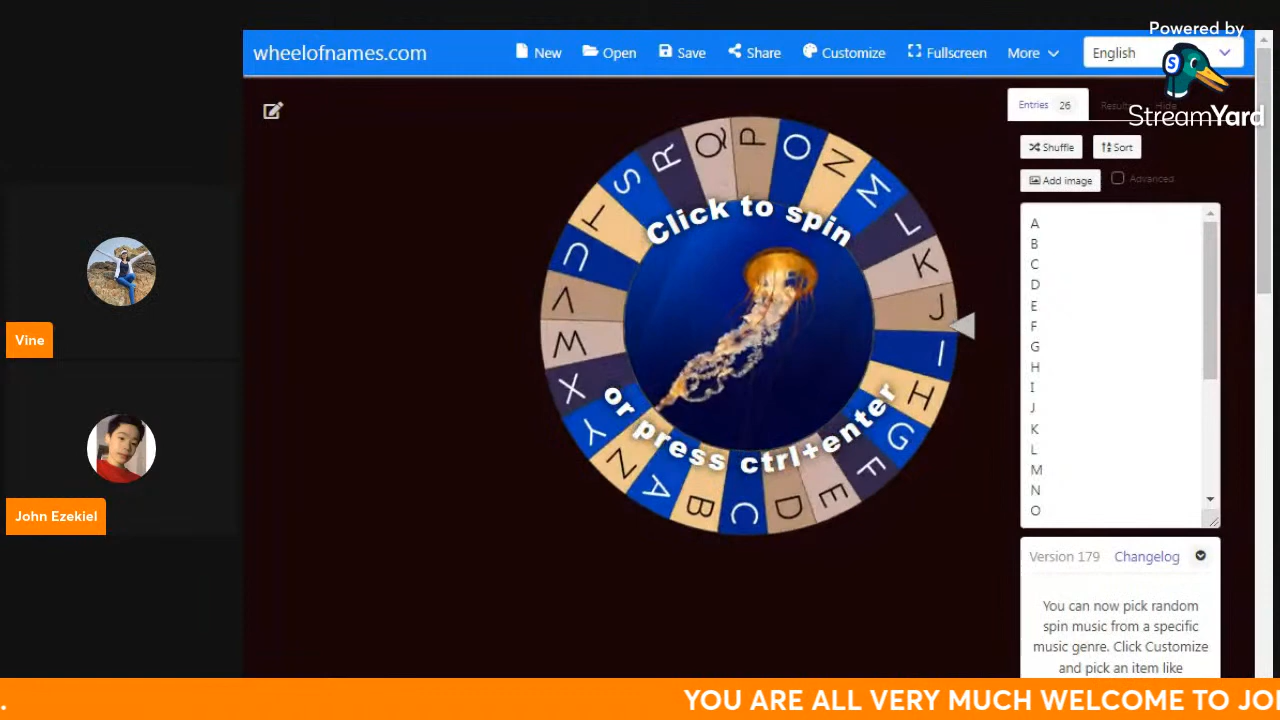 Powered by
StreamYard
wheelofnames.com
New
Open
Save
Share
Customize
Fullscreen
More
English
Entries 26
Results
Hide
Shuffle
Sort
Add image
Advanced
A
B
C
D
E
F
G
H
I
J
K
L
M
N
O
Click to spin
or press ctrl+enter
A
B
C
D
E
F
G
H
I
J
K
L
M
N
O
P
Q
R
S
T
U
V
W
X
Y
Z
Vine
John Ezekiel
Version 179
Changelog
You can now pick random
spin music from a specific
music genre. Click Customize
and pick an item like
.
YOU ARE ALL VERY MUCH WELCOME TO JO